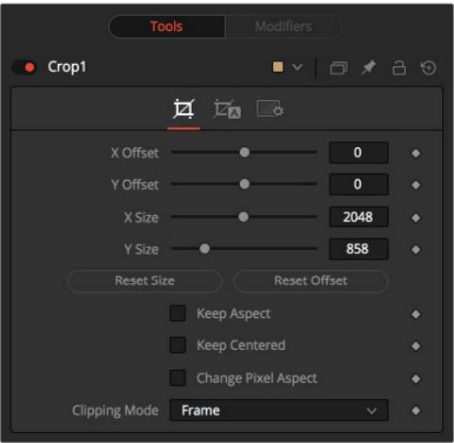 Tools Modifiers
Crop1
A
X Offset 0
Y Offset 0
X Size 2048
Y Size 858
Reset Size Reset Offset
Keep Aspect
Keep Centered
Change Pixel Aspect
Clipping Mode Frame